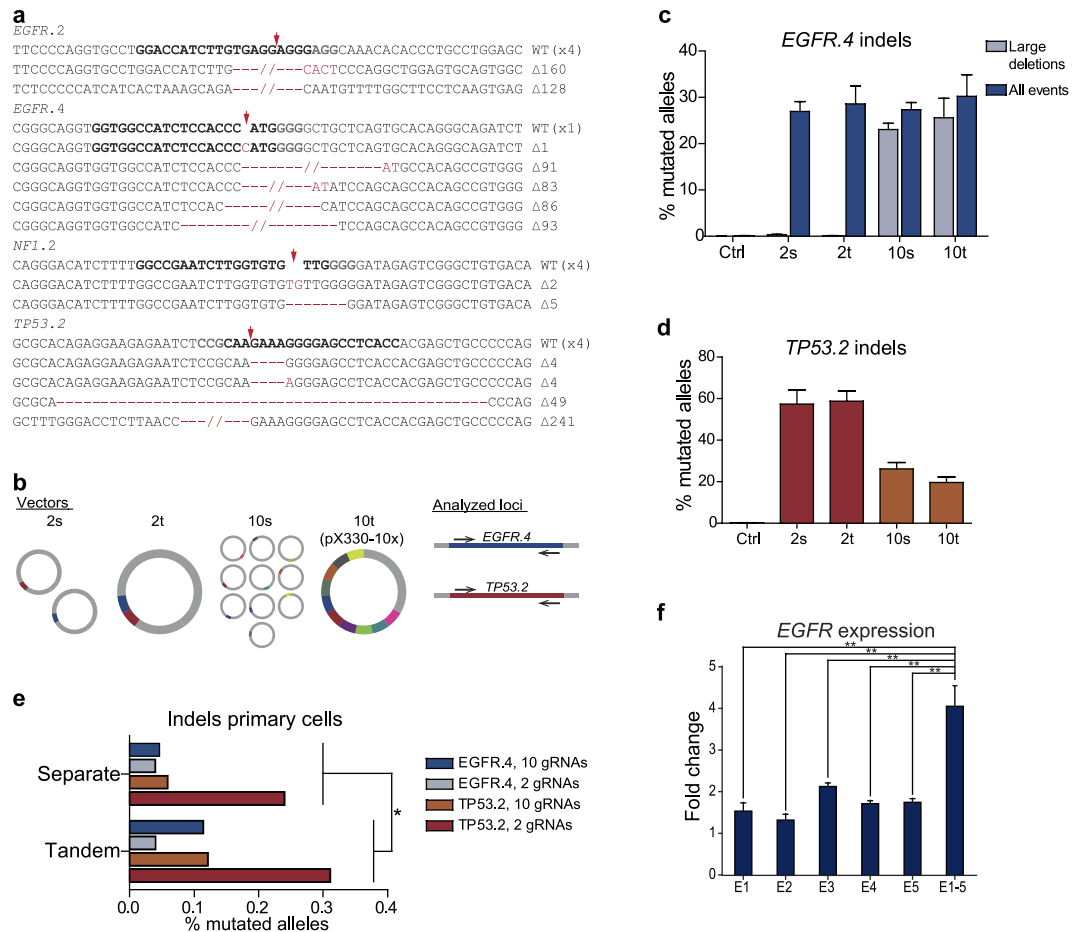 a
EGFR.2
TTCCCCAGGTGCCTGGACCATCTTGTGAGGAGGGAGGCAAACACACCCTGCCTGGAGC WT(x4)
TTCCCCAGGTGCCTGGACCATCTTG---//---CACTCCCAGGCTGGAGTGCAGTGGC Δ160
TCTCCCCCATCATCACTAAAGCAGA---//---CAATGTTTTGGCTTCCTCAAGTGAG Δ128
EGFR.4
CGGGCAGGTGGTGGCCATCTCCACCC ATGGGGGCTGCTCAGTGCACAGGGCAGATCT WT(x1)
CGGGCAGGTGGTGGCCATCTCCACCCCATGGGGGCTGCTCAGTGCACAGGGCAGATCT Δ1
CGGGCAGGTGGTGGCCATCTCCACCC------//------ATGCCACAGCCGTGGG Δ91
CGGGCAGGTGGTGGCCATCTCCACCC---//---ATATCCAGCAGCCACAGCCGTGGG Δ83
CGGGCAGGTGGTGGCCATCTCCAC-----//----CATCCAGCAGCCACAGCCGTGGG Δ86
CGGGCAGGTGGTGGCCATC----------//------TCCAGCAGCCACAGCCGTGGG Δ93
NF1.2
CAGGGACATCTTTTGGCCGAATCTTGGTGTG TTGGGGGATAGAGTCGGGCTGTGACA WT(x4)
CAGGGACATCTTTTGGCCGAATCTTGGTGTGTGTTGGGGGATAGAGTCGGGCTGTGACA Δ2
CAGGGACATCTTTTGGCCGAATCTTGGTGTG-------GGATAGAGTCGGGCTGTGACA Δ5
TP53.2
GCGCACAGAGGAAGAGAATCTCCGCAAGAAAGGGGAGCCTCACCACGAGCTGCCCCCAG WT(x4)
GCGCACAGAGGAAGAGAATCTCCGCAA----GGGGAGCCTCACCACGAGCTGCCCCCAG Δ4
GCGCACAGAGGAAGAGAATCTCCGCAA----AGGGAGCCTCACCACGAGCTGCCCCCAG Δ4
GCGCA-------------------------------------------------CCCAG Δ49
GCTTTGGGACCTCTTAACC---//---GAAAGGGGAGCCTCACCACGAGCTGCCCCCAG Δ241
b
Vectors
2s 2t 10s 10t
(pX330-10x)
Analyzed loci
EGFR.4
TP53.2
c
EGFR.4 indels
Large
deletions
All events
% mutated alleles
40
30
20
10
0
Ctrl 2s 2t 10s 10t
d
TP53.2 indels
% mutated alleles
80
60
40
20
0
Ctrl 2s 2t 10s 10t
e
Indels primary cells
Separate
Tandem
*
EGFR.4, 10 gRNAs
EGFR.4, 2 gRNAs
TP53.2, 10 gRNAs
TP53.2, 2 gRNAs
0.0 0.1 0.2 0.3 0.4
% mutated alleles
f
EGFR expression
**
**
**
**
**
Fold change
5
4
3
2
1
0
E1 E2 E3 E4 E5 E1-5